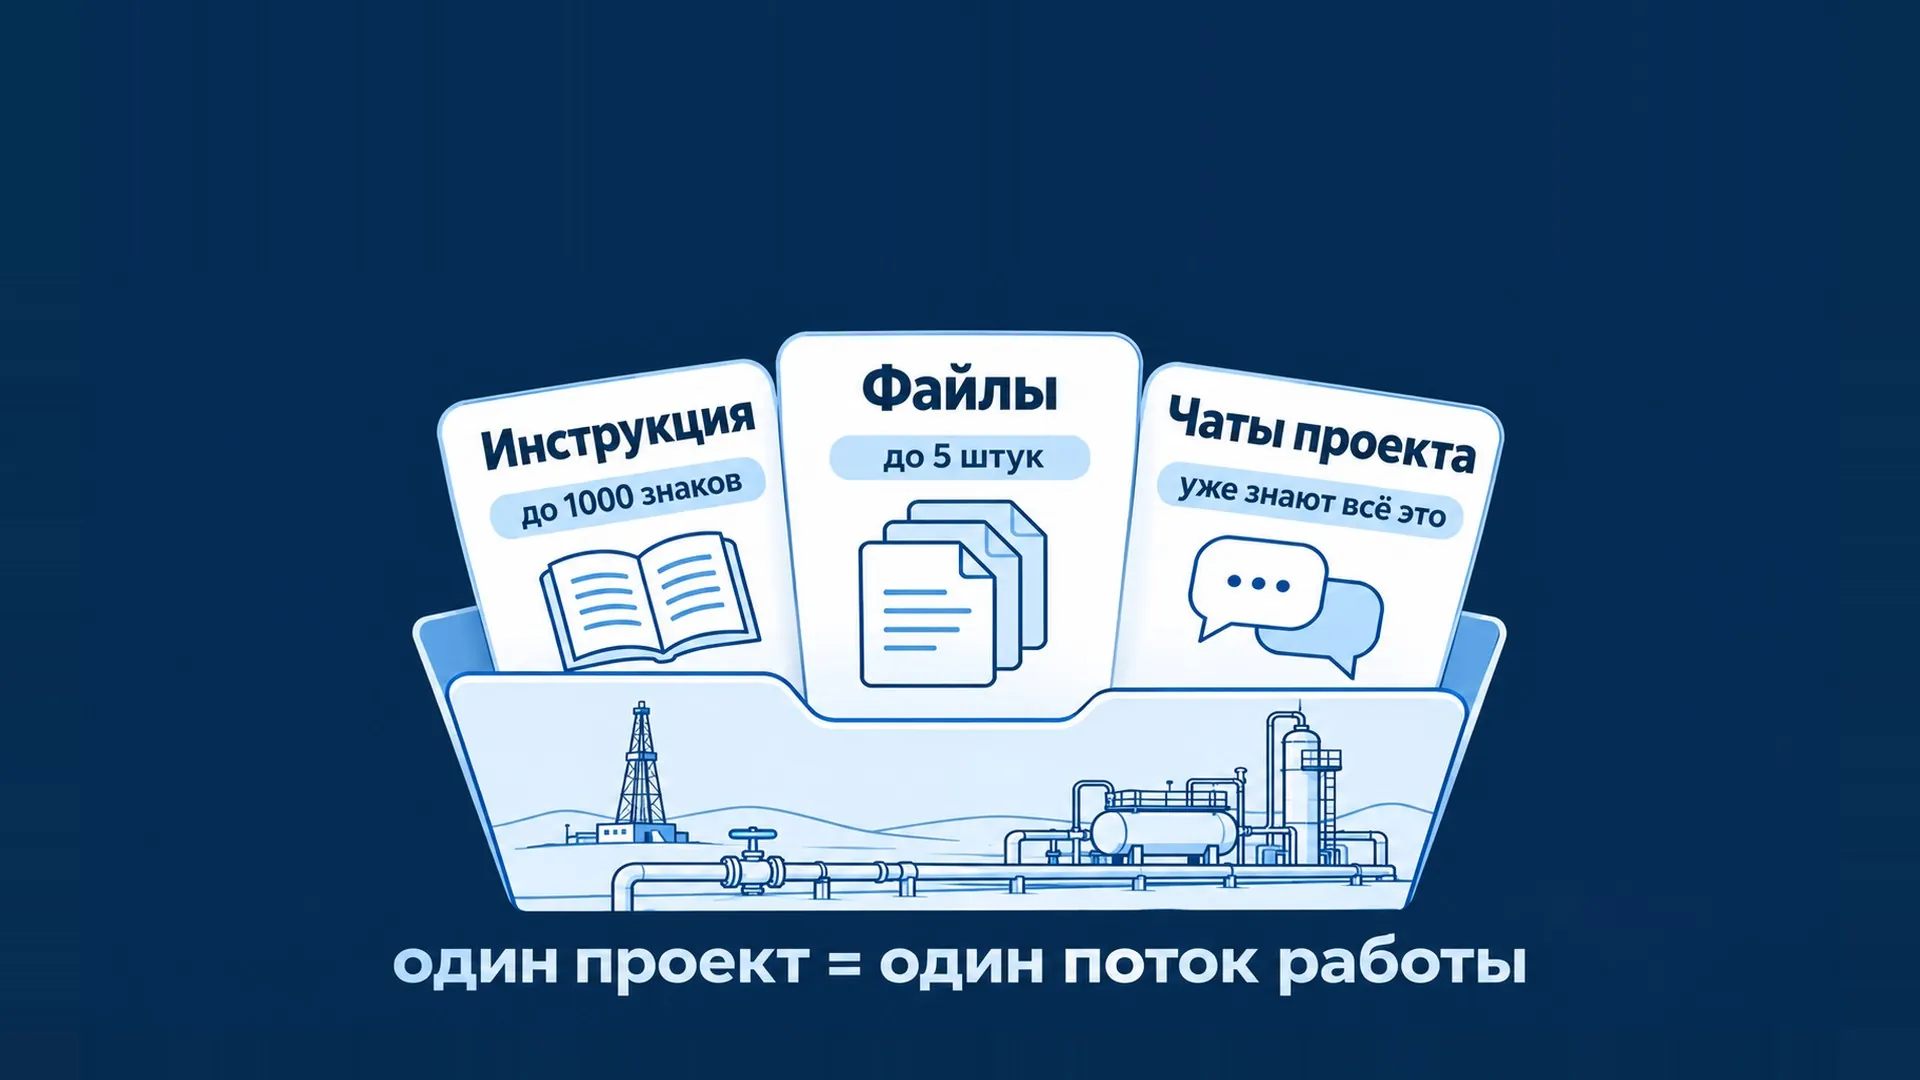 Инструкция
до 1000 знаков
Файлы
до 5 штук
Чаты проекта
уже знают всё это
один проект = один поток работы